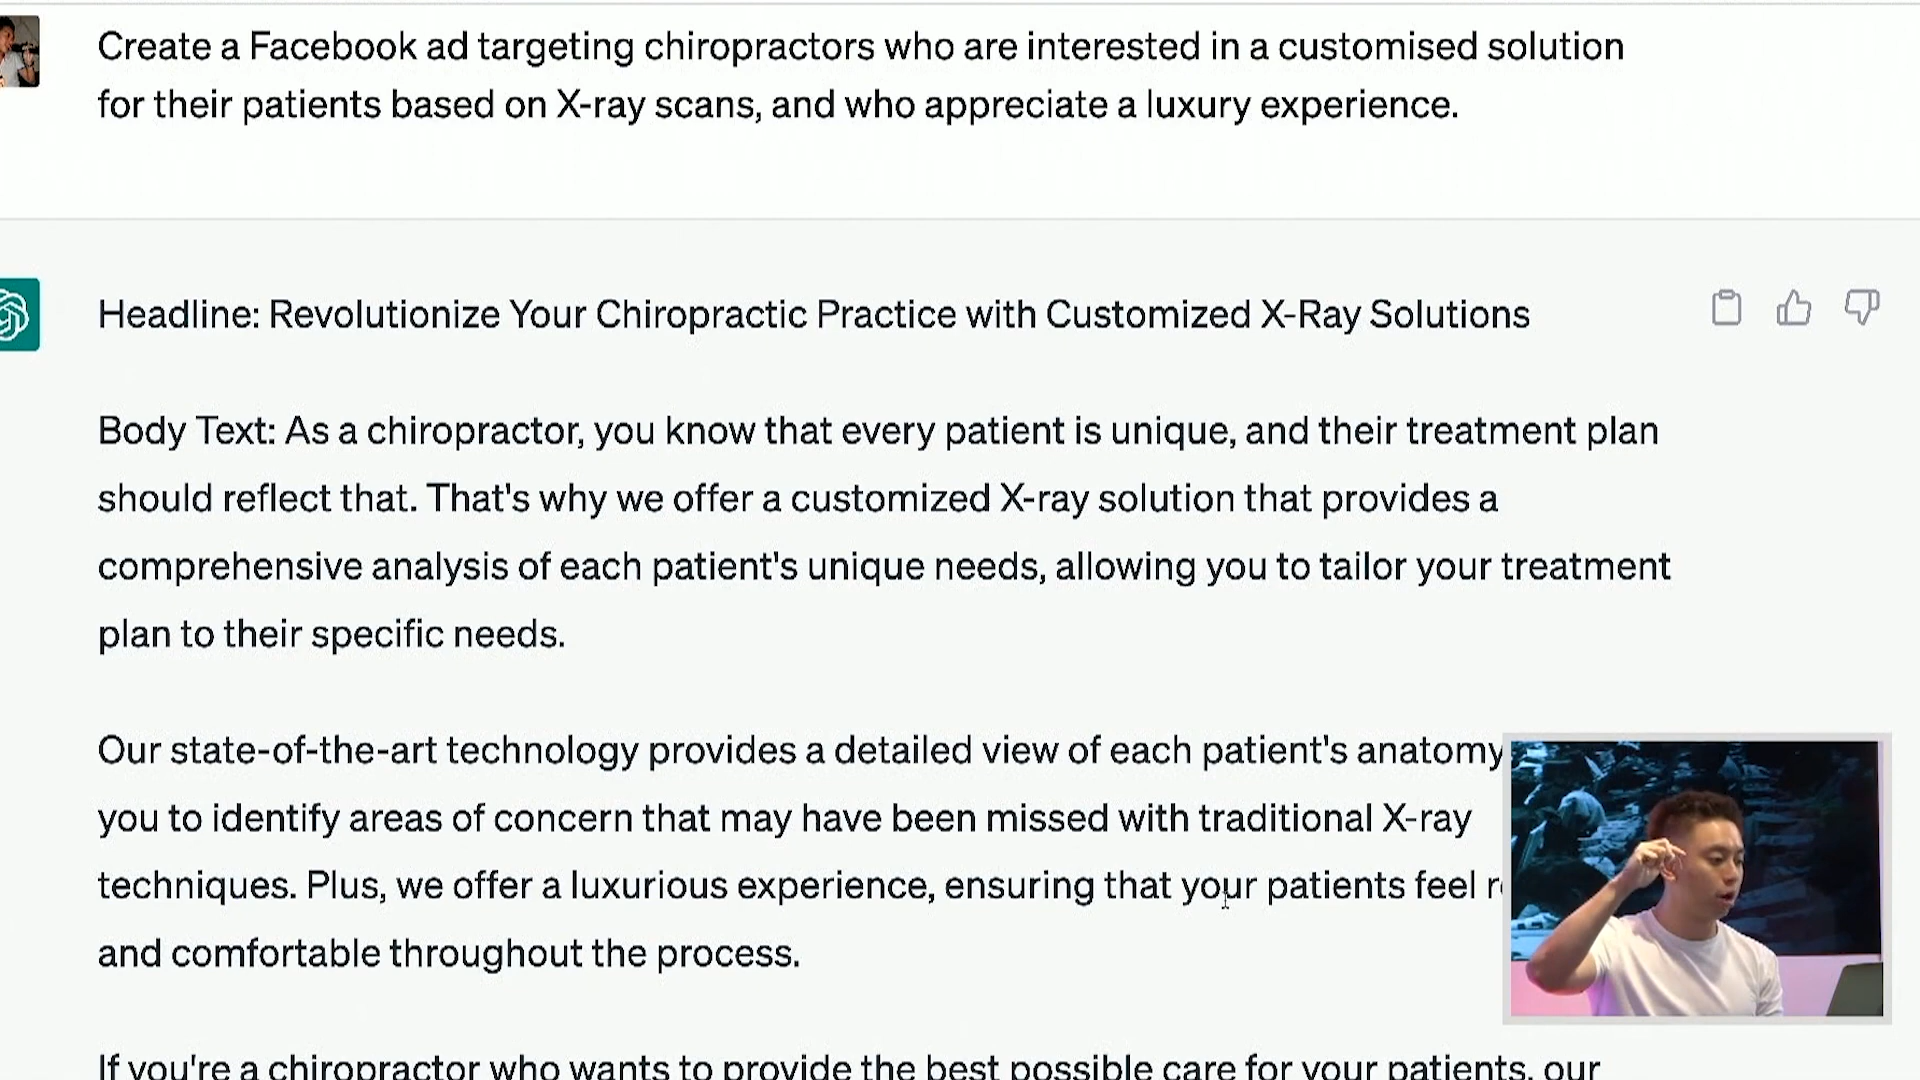 Create a Facebook ad targeting chiropractors who are interested in a customised solution
for their patients based on X-ray scans, and who appreciate a luxury experience.
Headline: Revolutionize Your Chiropractic Practice with Customized X-Ray Solutions
Body Text: As a chiropractor, you know that every patient is unique, and their treatment plan
should reflect that. That's why we offer a customized X-ray solution that provides a
comprehensive analysis of each patient's unique needs, allowing you to tailor your treatment
plan to their specific needs.
Our state-of-the-art technology provides a detailed view of each patient's anatomy
you to identify areas of concern that may have been missed with traditional X-ray
techniques. Plus, we offer a luxurious experience, ensuring that your patients feel
and comfortable throughout the process.
If you're a chiropractor who wants to provide the best possible care for your patients, our